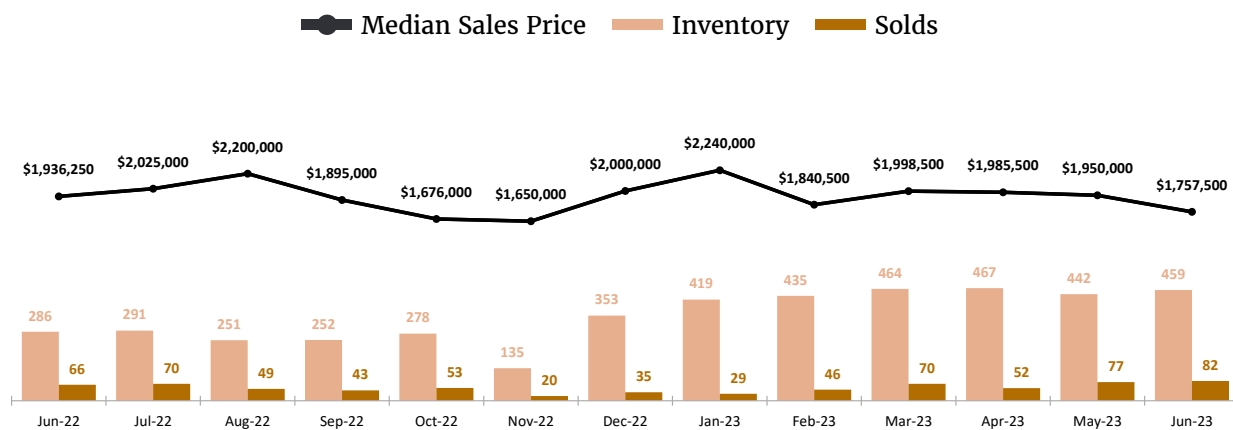 Median Sales Price Inventory Solds
$1,936,250 $2,025,000 $2,200,000 $1,895,000 $1,676,000 $1,650,000 $2,000,000 $2,240,000 $1,840,500 $1,998,500 $1,985,500 $1,950,000 $1,757,500
286 291 251 252 278 135 353 419 435 464 467 442 459
66 70 49 43 53 20 35 29 46 70 52 77 82
Jun-22 Jul-22 Aug-22 Sep-22 Oct-22 Nov-22 Dec-22 Jan-23 Feb-23 Mar-23 Apr-23 May-23 Jun-23